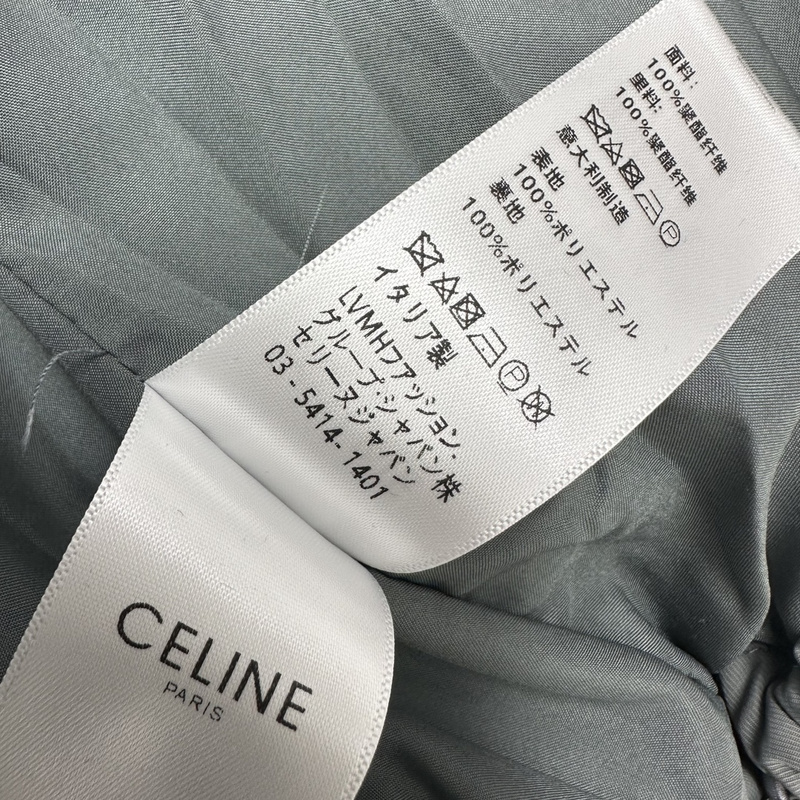 面料:
100%聚酯纤维
里料:
100%聚酯纤维
意大利制造
表地
100%ポリエステル
裏地
100%ポリエステル
イタリア製
LVMHファッション・
グループ・ジャパン株
セリーヌジャパン
03-5414-1401
CELINE
PARIS